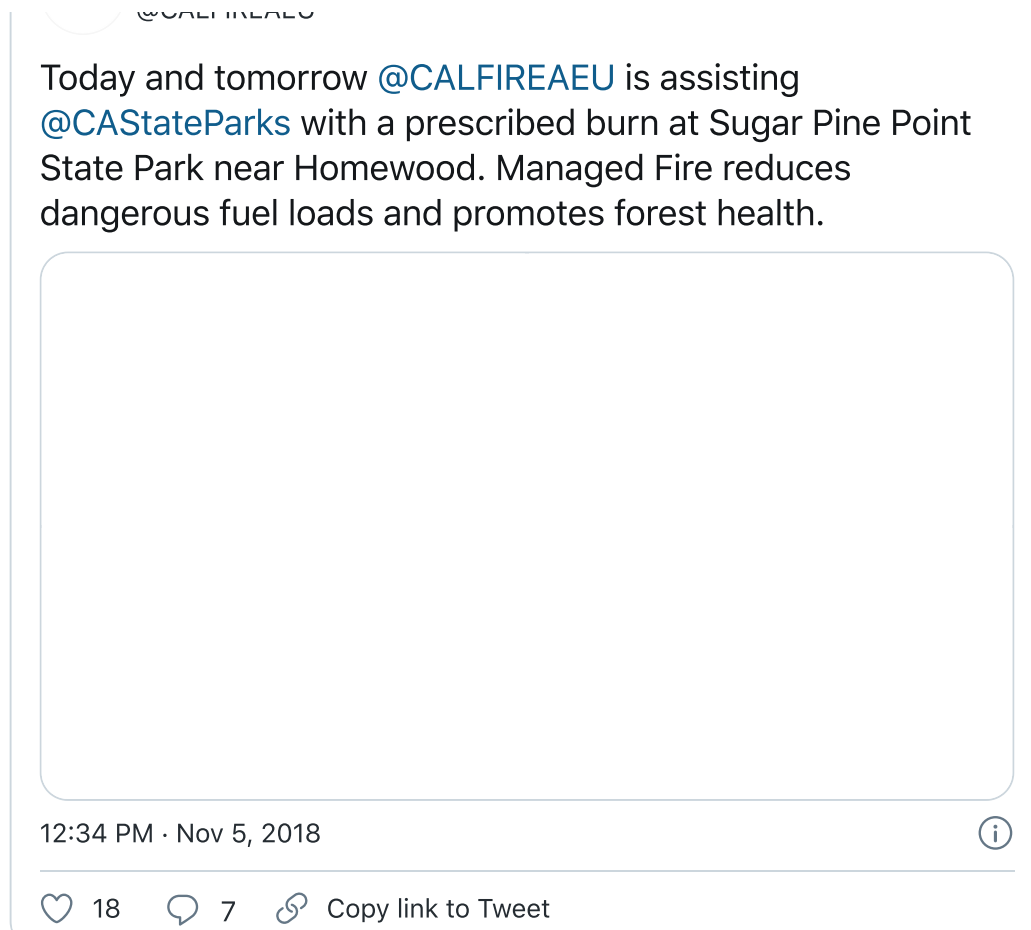 @CALFIREAEU
Today and tomorrow @CALFIREAEU is assisting
@CAStateParks with a prescribed burn at Sugar Pine Point
State Park near Homewood. Managed Fire reduces
dangerous fuel loads and promotes forest health.
12:34 PM · Nov 5, 2018
18 7 Copy link to Tweet